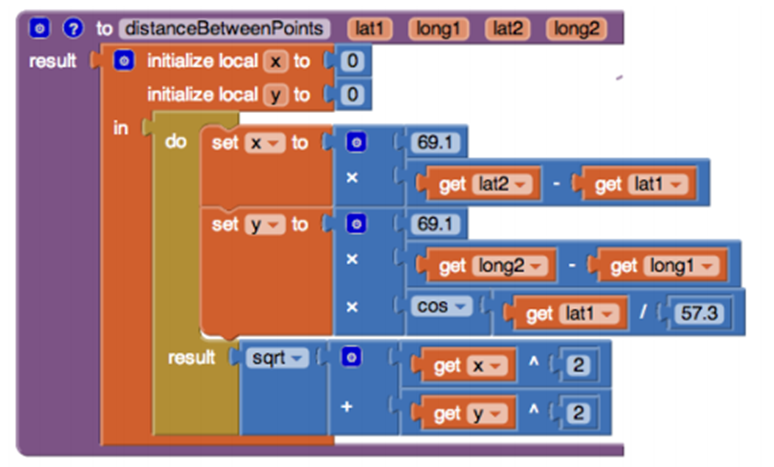 ? to distanceBetweenPoints lat1 long1 lat2 long2
result initialize local x to 0
initialize local y to 0
in do set x to 69.1
× get lat2 - get lat1
set y to 69.1
× get long2 - get long1
× cos get lat1 / 57.3
result sqrt get x ^ 2
+ get y ^ 2